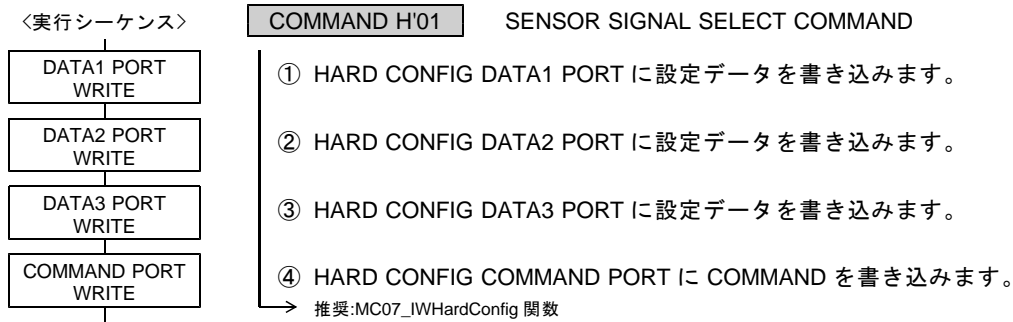 〈実行シーケンス〉 COMMAND H'01 SENSOR SIGNAL SELECT COMMAND
DATA1 PORT
WRITE
① HARD CONFIG DATA1 PORT に設定データを書き込みます。
DATA2 PORT
WRITE
② HARD CONFIG DATA2 PORT に設定データを書き込みます。
DATA3 PORT
WRITE
③ HARD CONFIG DATA3 PORT に設定データを書き込みます。
COMMAND PORT
WRITE
④ HARD CONFIG COMMAND PORT に COMMAND を書き込みます。
推奨:MC07_IWHardConfig 関数